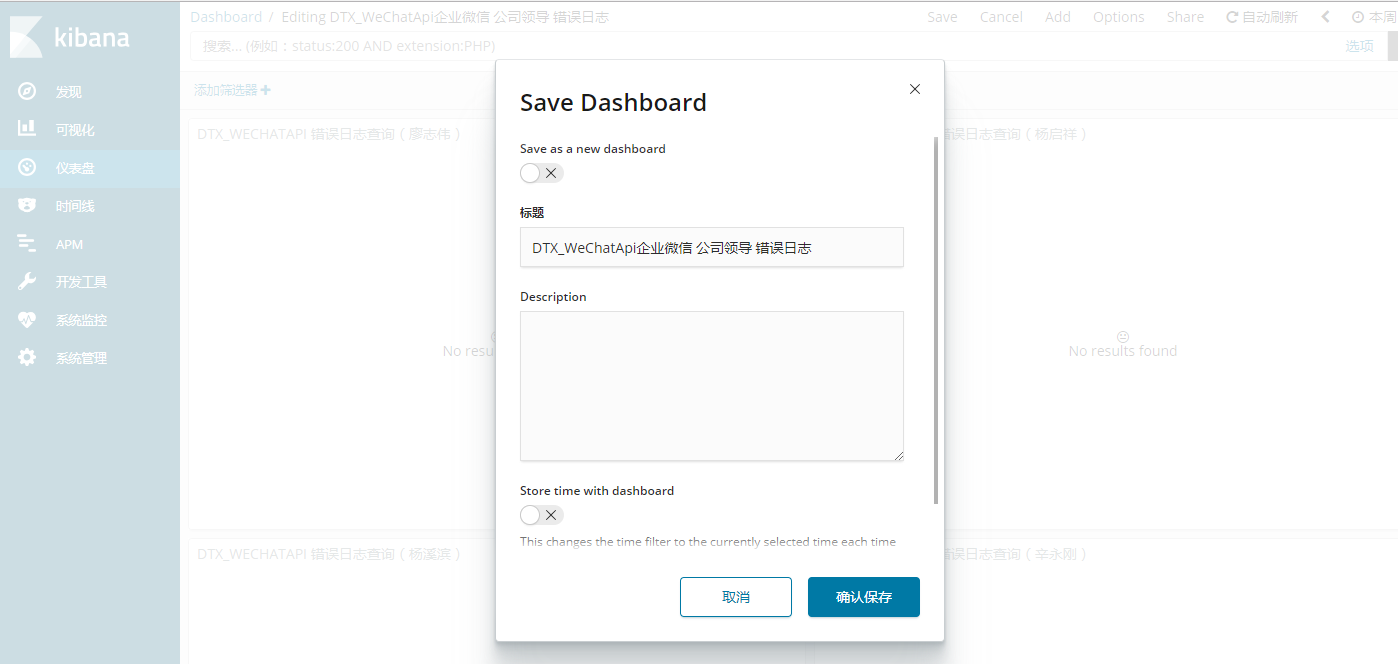 kibana
发现
可视化
仪表盘
时间线
APM
开发工具
系统监控
系统管理
Dashboard / Editing DTX_WeChatApi企业微信 公司领导 错误日志
Save Cancel Add Options Share 自动刷新 本周
搜索... (例如：status:200 AND extension:PHP)
选项
添加筛选器
DTX_WECHATAPI 错误日志查询（廖志伟）
错误日志查询（杨启祥）
No resu
No results found
DTX_WECHATAPI 错误日志查询（杨溪滨）
错误日志查询（辛永刚）
Save Dashboard
Save as a new dashboard
标题
DTX_WeChatApi企业微信 公司领导 错误日志
Description
Store time with dashboard
This changes the time filter to the currently selected time each time
取消
确认保存